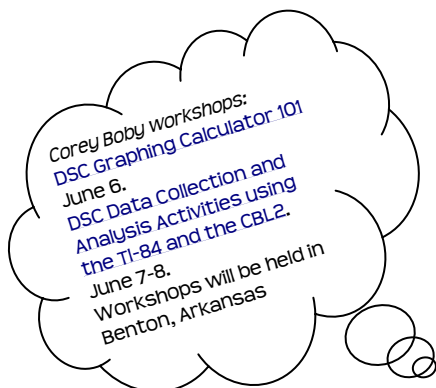 Corey Boby Workshops:
DSC Graphing Calculator 101
June 6.
DSC Data Collection and
Analysis Activities using
the TI-84 and the CBL2.
June 7-8.
Workshops will be held in
Benton, Arkansas